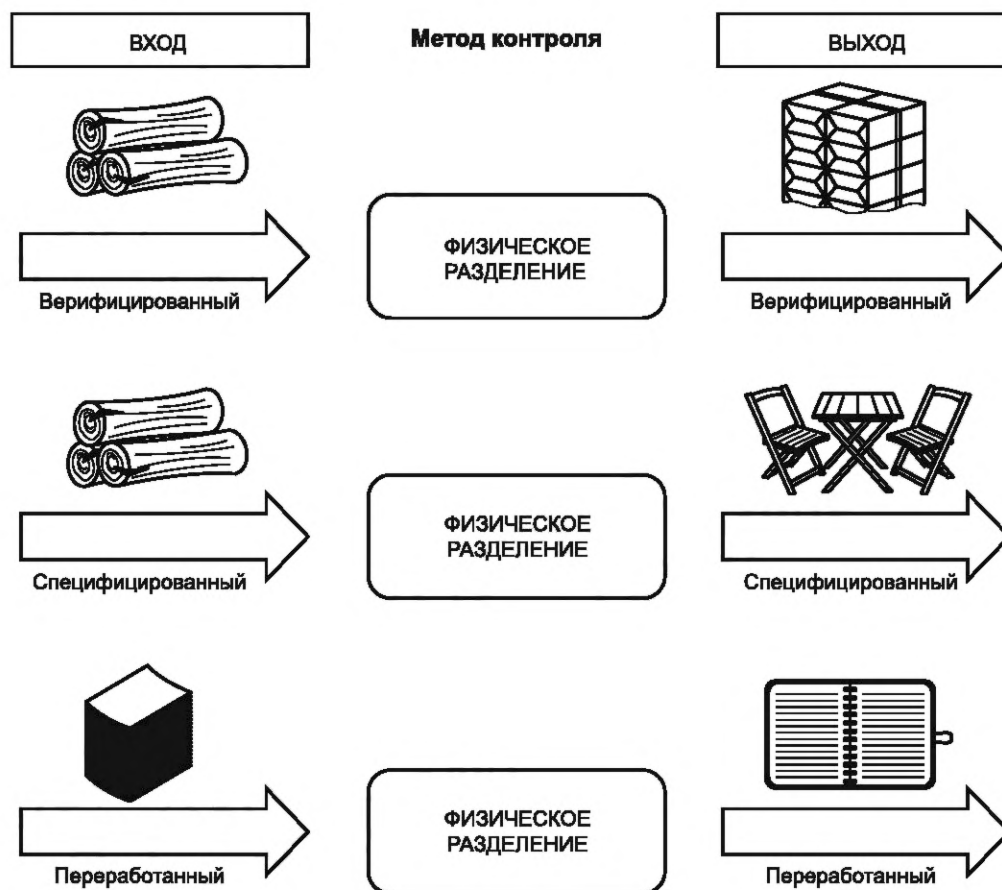 ВХОД
Метод контроля
ВЫХОД
ФИЗИЧЕСКОЕ
РАЗДЕЛЕНИЕ
Верифицированный
Верифицированный
ФИЗИЧЕСКОЕ
РАЗДЕЛЕНИЕ
Специфицированный
Специфицированный
ФИЗИЧЕСКОЕ
РАЗДЕЛЕНИЕ
Переработанный
Переработанный